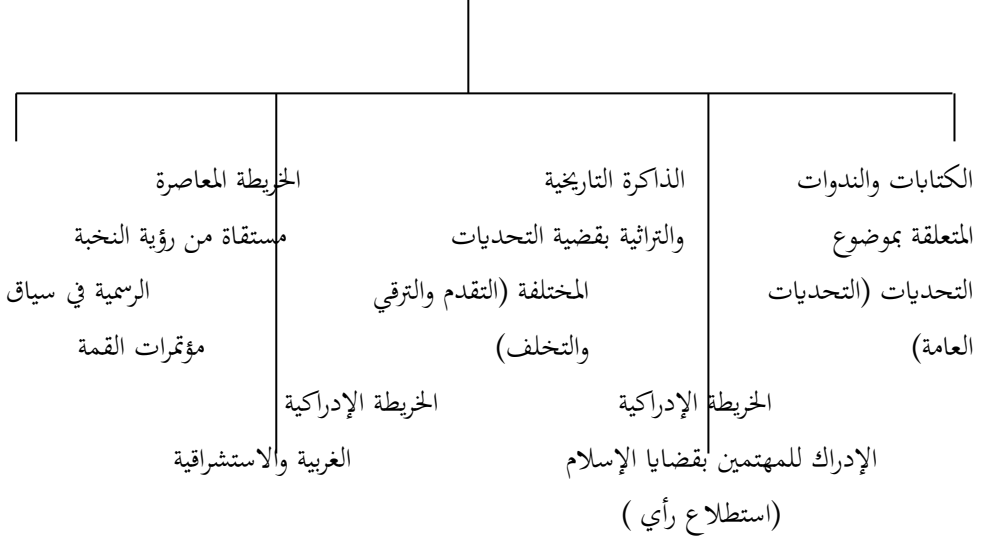 الكتابات والندوات الذاكرة التاريخية الخريطة المعاصرة
المتعلقة بموضوع والتراثية بقضية التحديات مستقاة من رؤية النخبة
التحديات (التحديات المختلفة (التقدم والترقي الرسمية في سياق
العامة) والتخلف) مؤتمرات القمة
الخريطة الإدراكية الخريطة الإدراكية
الإدراك للمهتمين بقضايا الإسلام الغربية والاستشراقية
(استطلاع رأي )